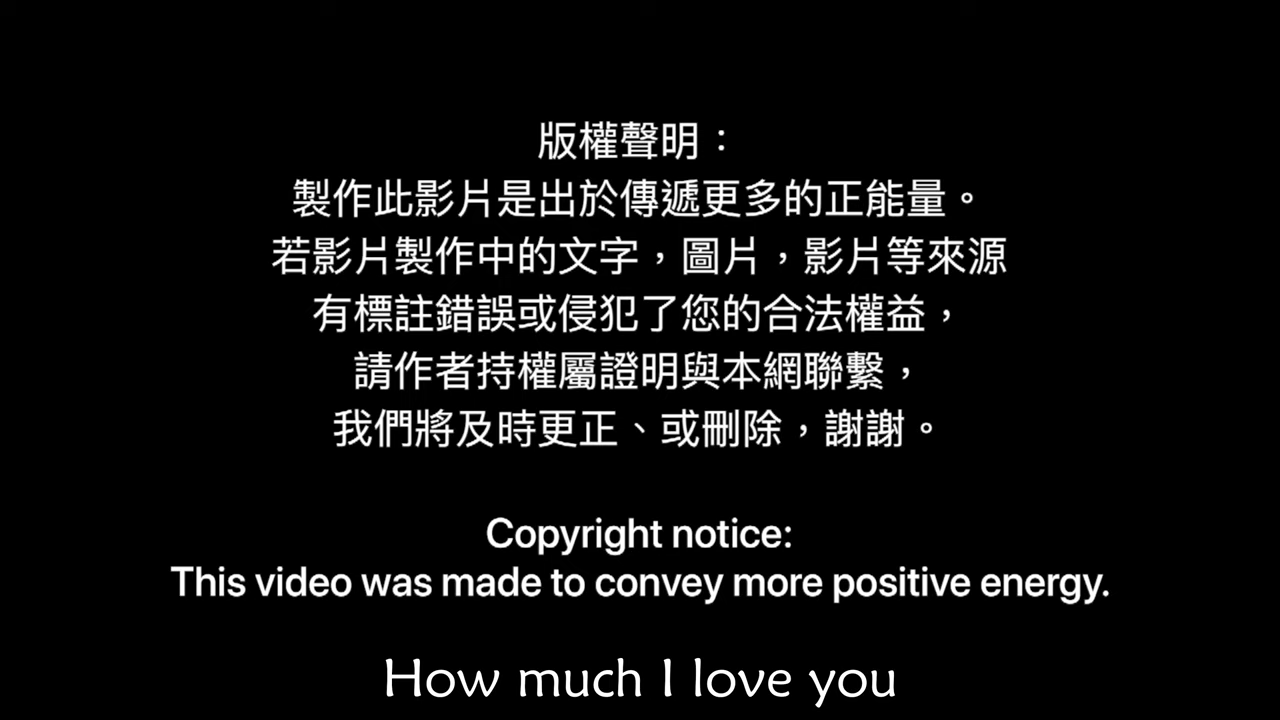 版權聲明：
製作此影片是出於傳遞更多的正能量。
若影片製作中的文字，圖片，影片等來源
有標註錯誤或侵犯了您的合法權益，
請作者持權屬證明與本網聯繫，
我們將及時更正、或刪除，謝謝。
Copyright notice:
This video was made to convey more positive energy.
How much I love you